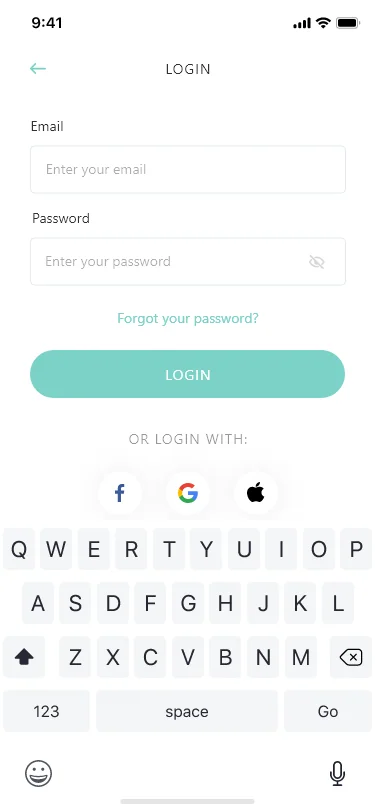 9:41
LOGIN
Email
Enter your email
Password
Enter your password
Forgot your password?
LOGIN
OR LOGIN WITH:
Q W E R T Y U I O P
A S D F G H J K L
Z X C V B N M
123 space Go